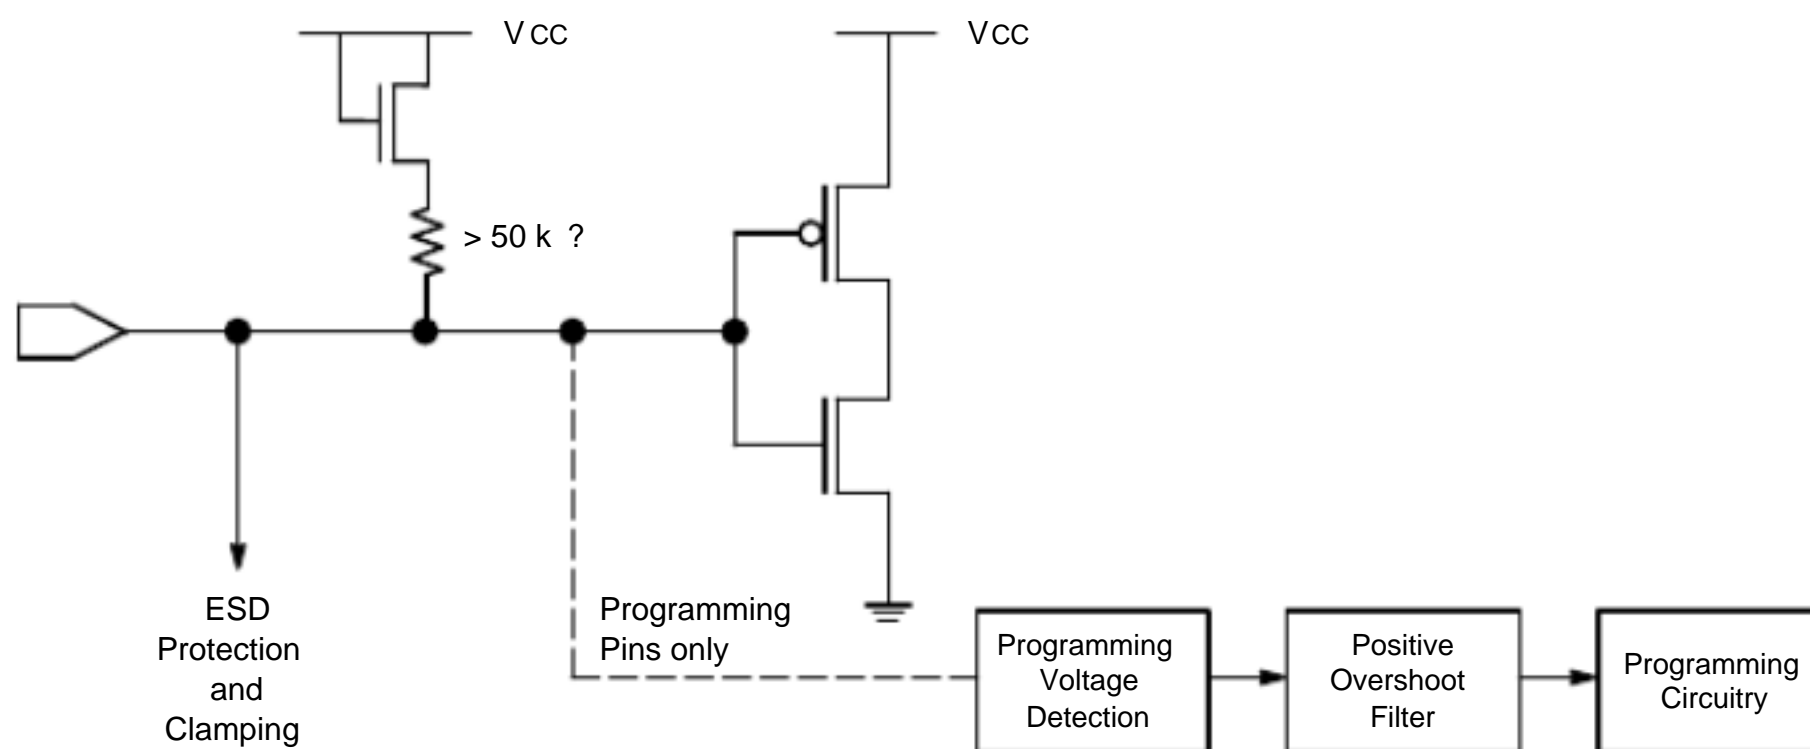 VCC
VCC
> 50 k ?
ESD
Protection
and
Clamping
Programming
Pins only
Programming
Voltage
Detection
Positive
Overshoot
Filter
Programming
Circuitry